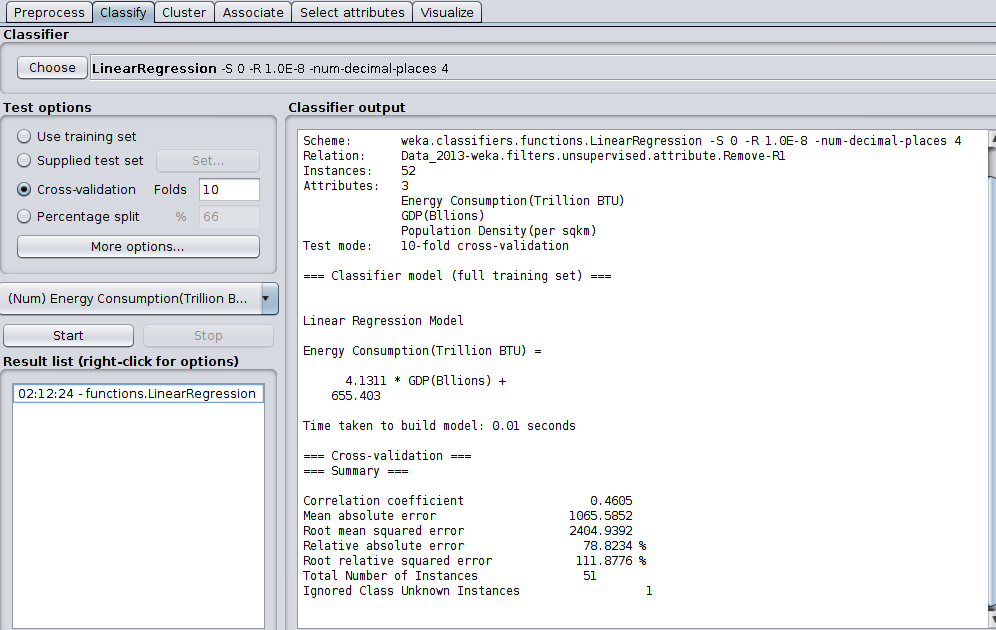 Preprocess Classify Cluster Associate Select attributes Visualize
Classifier
Choose LinearRegression -S 0 -R 1.0E-8 -num-decimal-places 4
Test options
Use training set
Supplied test set Set...
Cross-validation Folds 10
Percentage split % 66
More options...
(Num) Energy Consumption(Trillion B...
Start Stop
Result list (right-click for options)
02:12:24 - functions.LinearRegression
Classifier output
Scheme: weka.classifiers.functions.LinearRegression -S 0 -R 1.0E-8 -num-decimal-places 4
Relation: Data_2013-weka.filters.unsupervised.attribute.Remove-R1
Instances: 52
Attributes: 3
Energy Consumption(Trillion BTU)
GDP(Bllions)
Population Density(per sqkm)
Test mode: 10-fold cross-validation
=== Classifier model (full training set) ===
Linear Regression Model
Energy Consumption(Trillion BTU) =
4.1311 * GDP(Bllions) +
655.403
Time taken to build model: 0.01 seconds
=== Cross-validation ===
=== Summary ===
Correlation coefficient 0.4605
Mean absolute error 1065.5852
Root mean squared error 2404.9392
Relative absolute error 78.8234 %
Root relative squared error 111.8776 %
Total Number of Instances 51
Ignored Class Unknown Instances 1